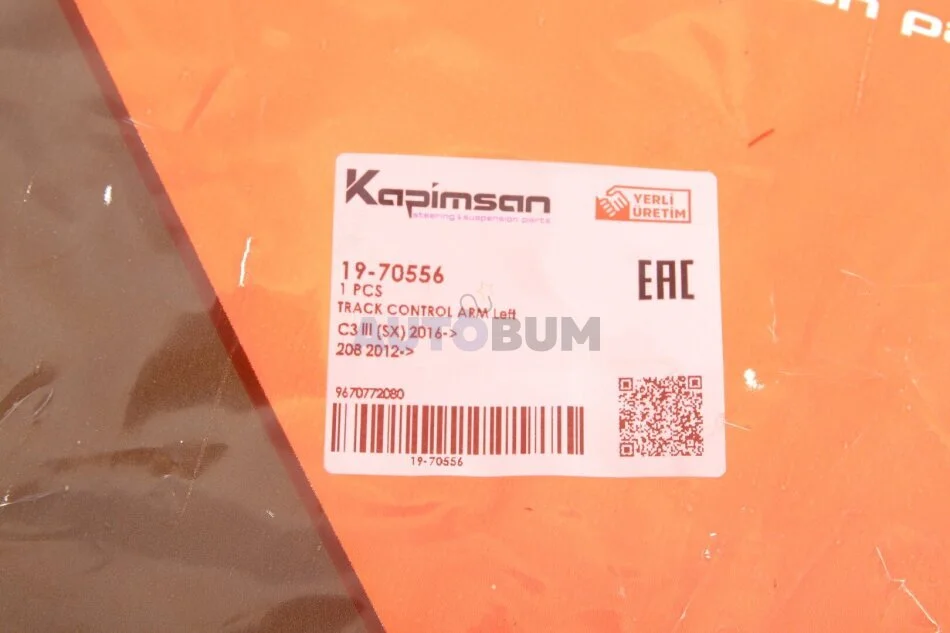 Kapimsan
steering & suspension parts
YERLİ
ÜRETİM
19-70556
1 PCS
EAC
TRACK CONTROL ARM Left
C3 III (SX) 2016->
AUTOBUM
208 2012->
9670772080
19-70556